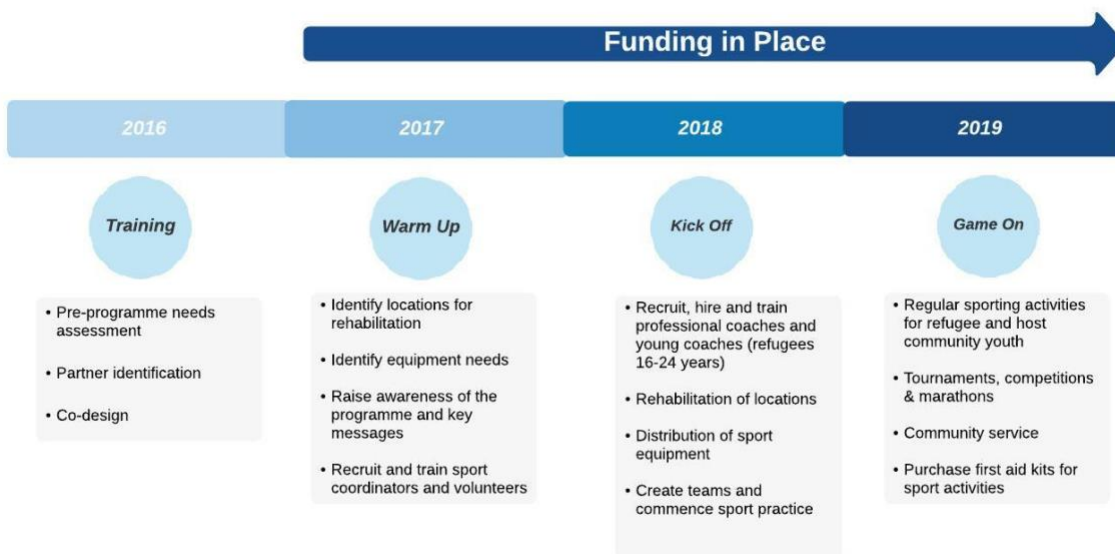 Funding in Place
2016
2017
2018
2019
Training
Warm Up
Kick Off
Game On
• Pre-programme needs
assessment
• Partner identification
• Co-design
• Identify locations for
rehabilitation
• Identify equipment needs
• Raise awareness of the
programme and key
messages
• Recruit and train sport
coordinators and volunteers
• Recruit, hire and train
professional coaches and
young coaches (refugees
16-24 years)
• Rehabilitation of locations
• Distribution of sport
equipment
• Create teams and
commence sport practice
• Regular sporting activities
for refugee and host
community youth
• Tournaments, competitions
& marathons
• Community service
• Purchase first aid kits for
sport activities